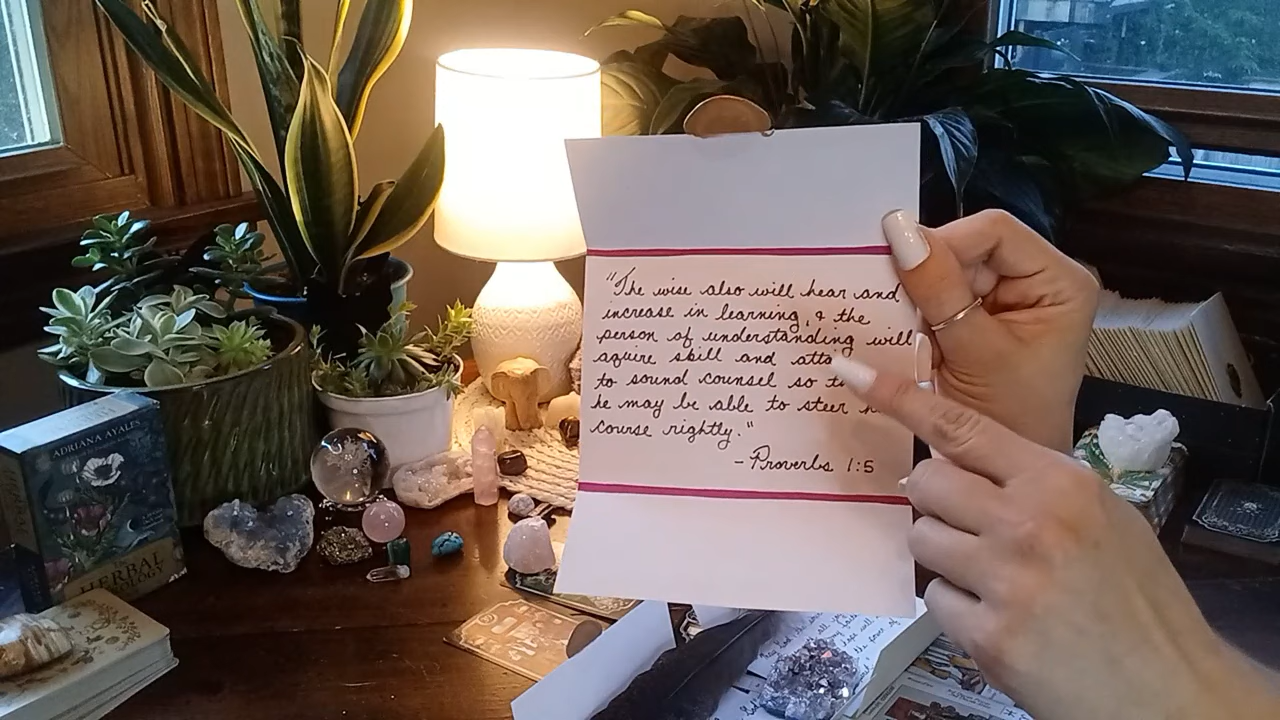 "The wise also will hear and
increase in learning, & the
person of understanding will
aquire skill and
to sound counsel so
he may be able to steer
course rightly."
- Proverbs 1:5
ADRIANA AYALES
HERBAL